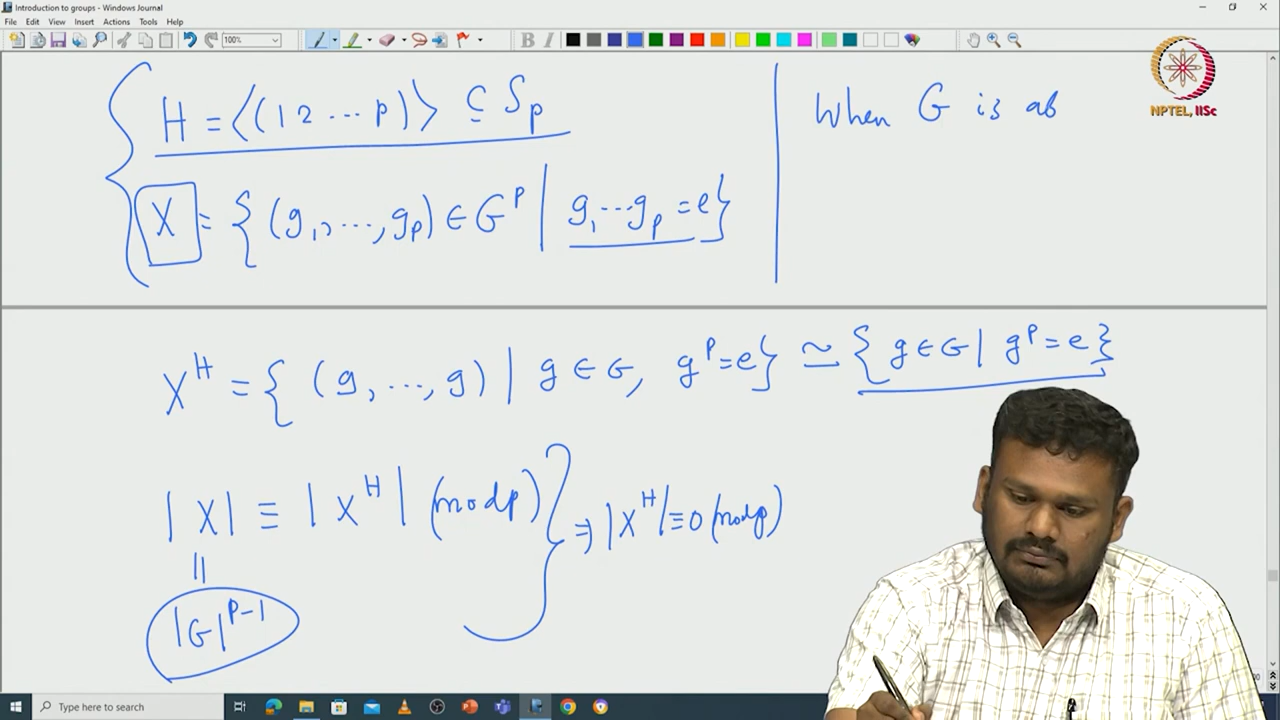 Introduction to groups - Windows Journal
File Edit View Insert Actions Tools Help
100%
B I
NPTEL, IISc
H = ⟨(1 2 ... p)⟩ ⊆ S_p
X = { (g_1, ..., g_p) ∈ G^p | g_1 ... g_p = e}
When G is ab
X^H = { (g, ..., g) | g ∈ G, g^p = e} ≃ { g ∈ G | g^p = e}
|X| ≡ |X^H| (mod p) } ⇒ |X^H| ≡ 0 (mod p)
||
|G|^{p-1}
Type here to search